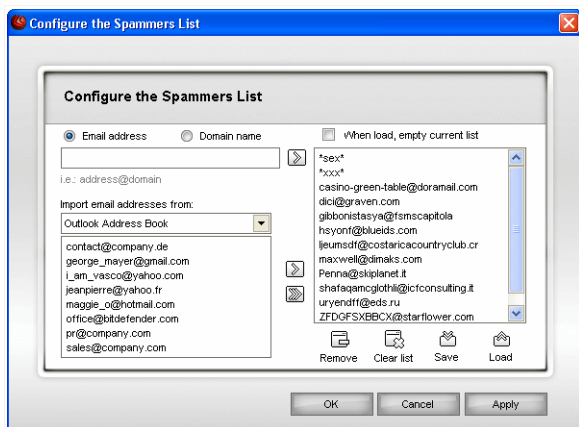 Configure the Spammers List
Configure the Spammers List
Email address
Domain name
i.e.: address@domain
Import email addresses from:
Outlook Address Book
contact@company.de
george_mayer@gmail.com
i_am_vasco@yahoo.com
jeanpierre@yahoo.fr
maggie_o@hotmail.com
office@bitdefender.com
pr@company.com
sales@company.com
When load, empty current list
*sex*
*xxx*
casino-green-table@doramail.com
dici@graven.com
gibbonistasya@fsmscapitola
hsyonf@blueids.com
ljeumsdf@costaricacountryclub.cr
maxwell@dimaks.com
Penna@skiplanet.it
shafaqamcglothli@icfconsulting.it
uryendff@eds.ru
ZFDGFSXBBCX@starflower.com
Remove
Clear list
Save
Load
OK
Cancel
Apply